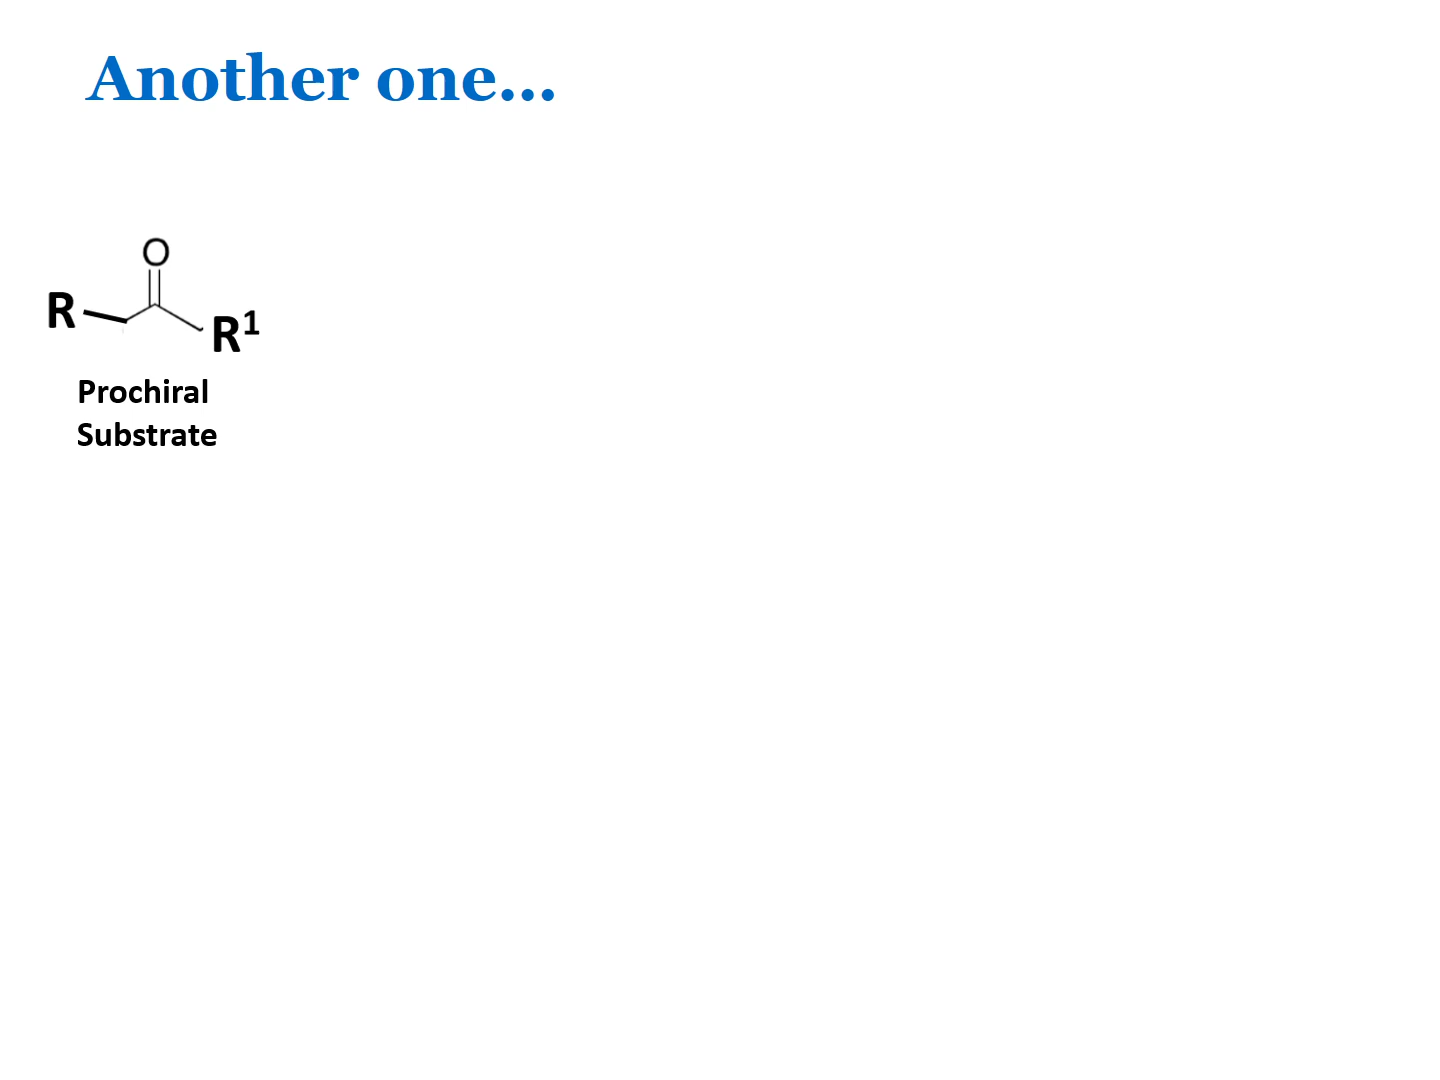 Another one...
O
R
R¹
Prochiral
Substrate